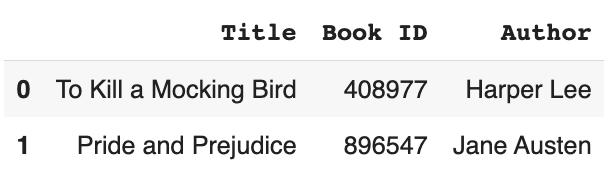 Title Book ID Author
0 To Kill a Mocking Bird 408977 Harper Lee
1 Pride and Prejudice 896547 Jane Austen